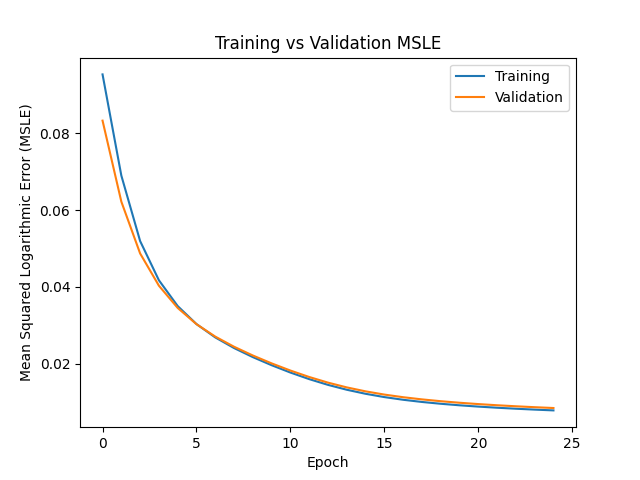 Training vs Validation MSLE
Training
Validation
Mean Squared Logarithmic Error (MSLE)
0.08
0.06
0.04
0.02
0 5 10 15 20 25
Epoch